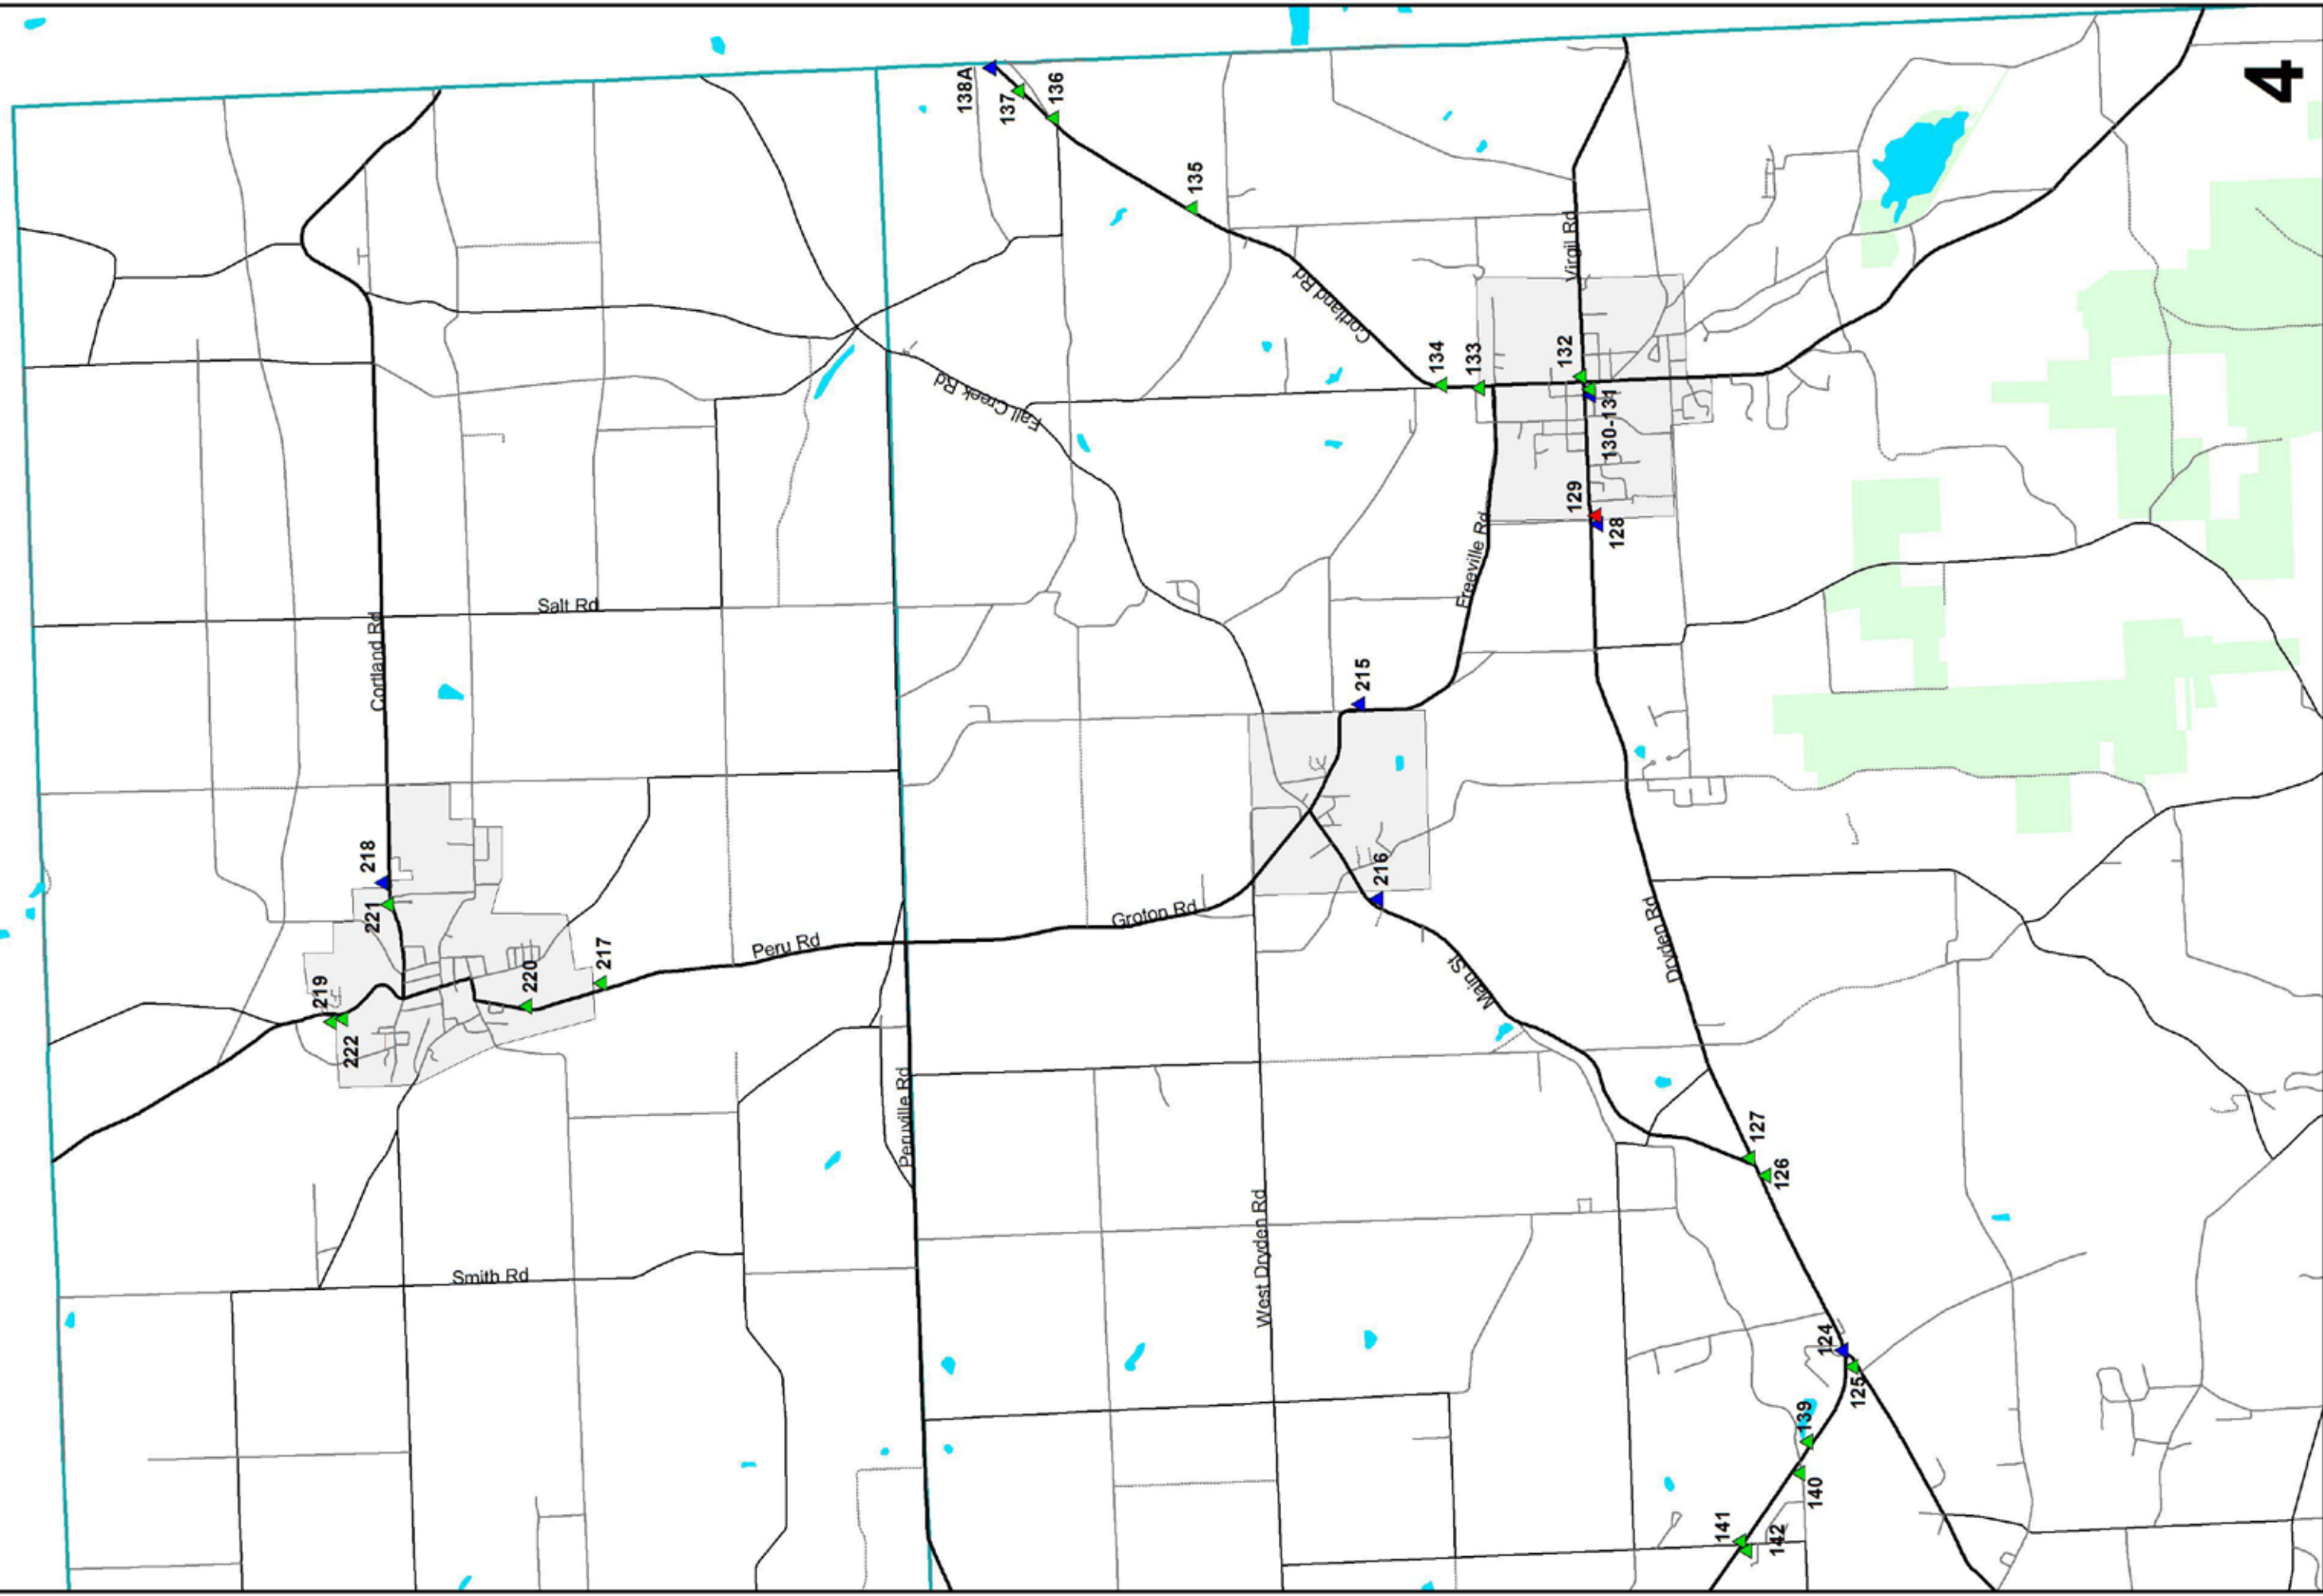 4
138A
137
136
135
Cortland Rd
Virgil Rd
134
133
132
130-131
129
128
Fall Creek Rd
Freeville Rd
Salt Rd
Cortland Rd
215
216
218
221
Groton Rd
Peru Rd
217
220
219
222
Main St
Dryden Rd
Peruville Rd
127
126
West Dryden Rd
Smith Rd
124
125
139
140
141
142